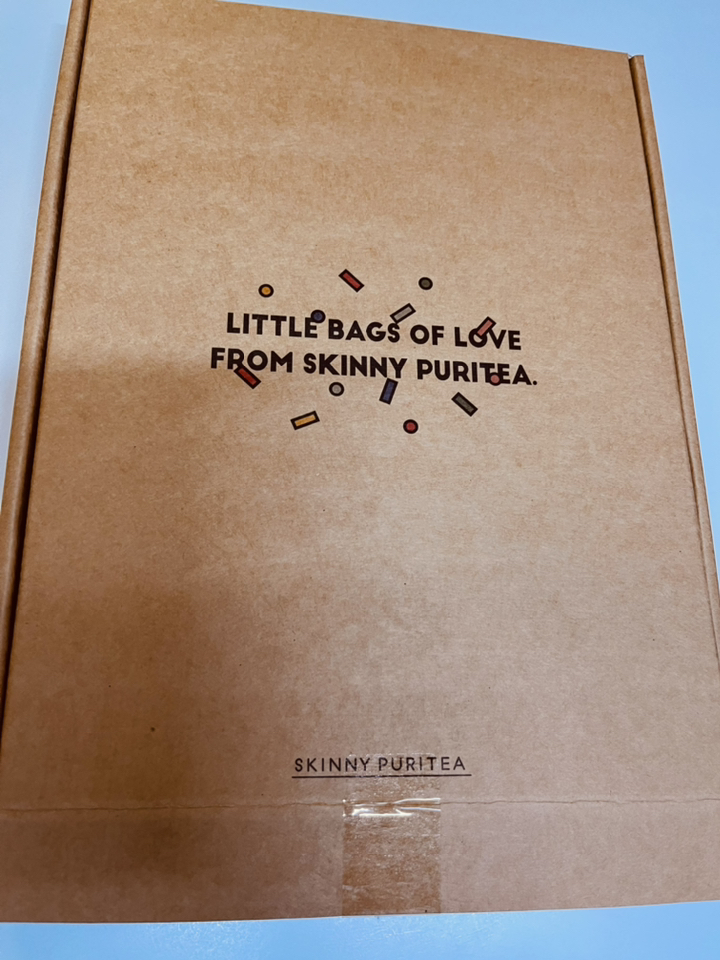 LITTLE BAGS OF LOVE
FROM SKINNY PURITEA.
SKINNY PURITEA